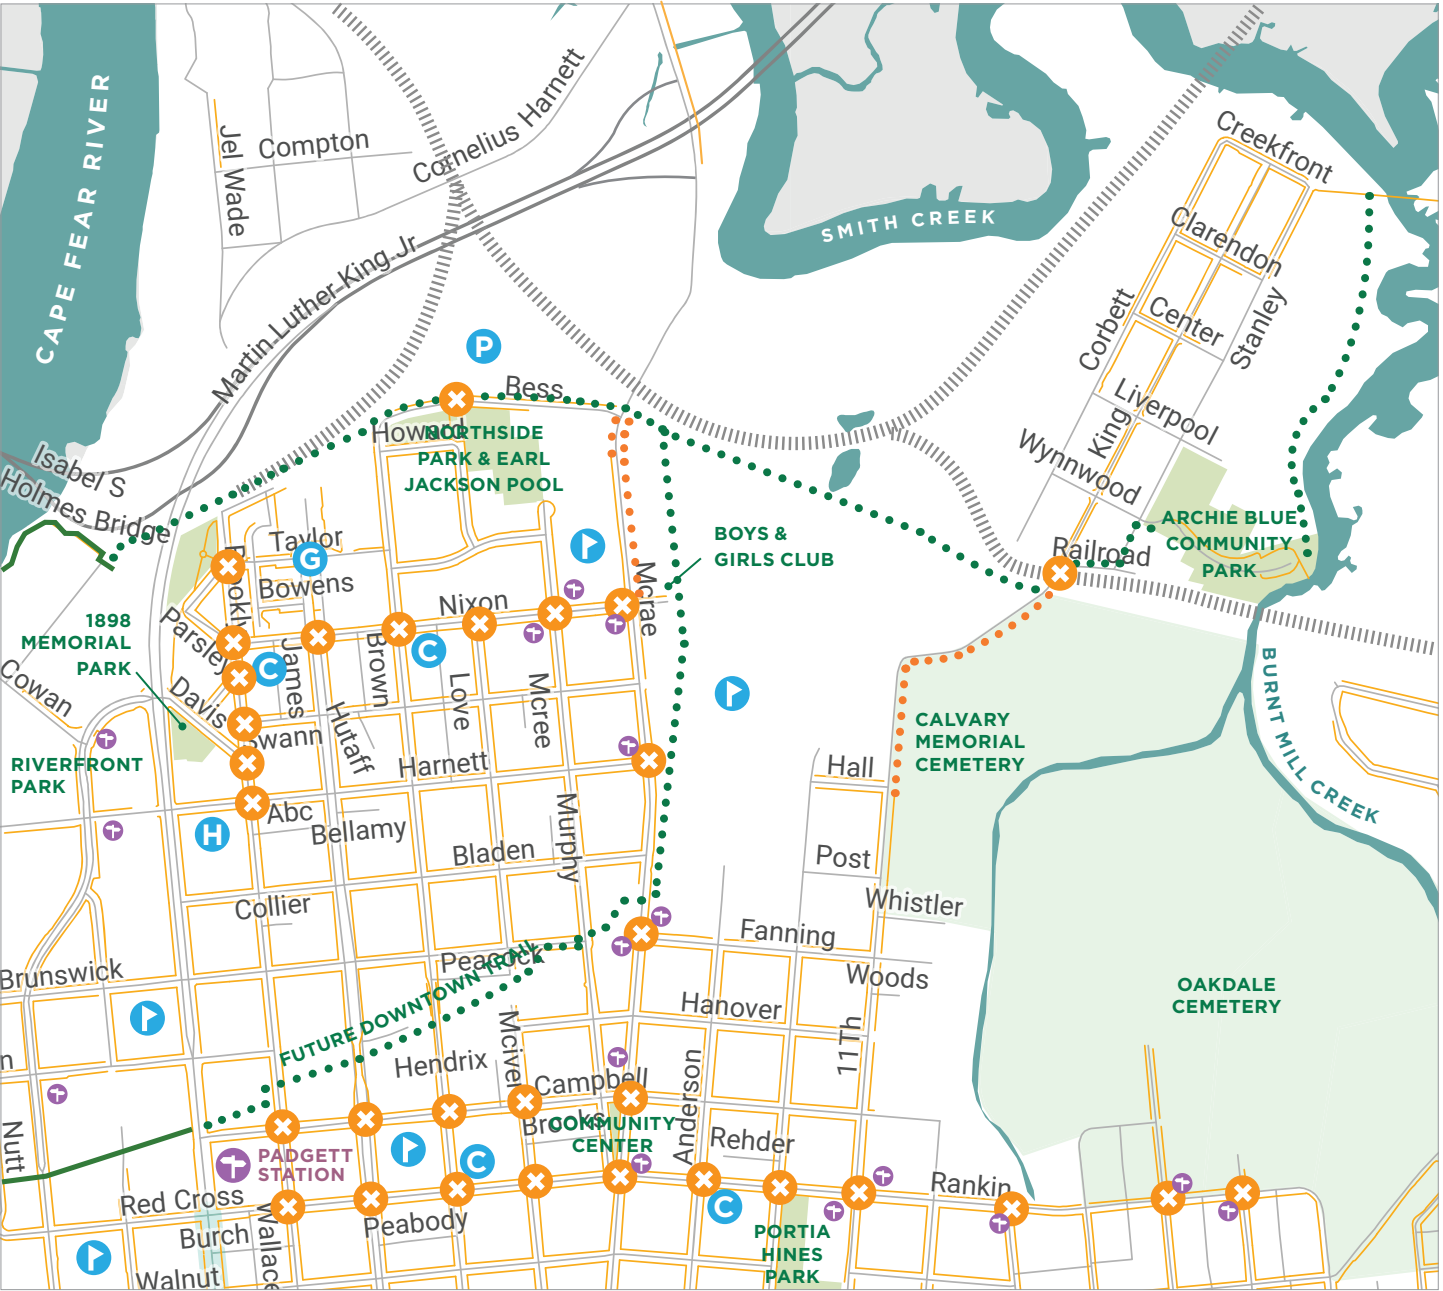 CAPE FEAR RIVER
Jel Wade
Compton
Cornelius Harnett
Martin Luther King Jr
SMITH CREEK
Creekfront
Clarendon
Center
Corbett
Stanley
Liverpool
King
Wynnwood
Railroad
ARCHIE BLUE
COMMUNITY
PARK
P
Bess
Howard
NORTHSIDE
PARK & EARL
JACKSON POOL
Isabel S
Holmes Bridge
Taylor
G
Bowens
BOYS &
GIRLS CLUB
Mcrae
Nixon
1898
MEMORIAL
PARK
Parsley
C
James
Brown
C
Love
Mcree
Cowan
Davis
Swann
Hutaff
Harnett
RIVERFRONT
PARK
Abc
H
Bellamy
Murphy
Bladen
Collier
CALVARY
MEMORIAL
CEMETERY
BURNT MILL CREEK
Hall
Post
Whistler
Fanning
Woods
OAKDALE
CEMETERY
Brunswick
Peacock
FUTURE DOWNTOWN TRAIL
Hanover
Mciver
Hendrix
11Th
n
Campbell
Brooks
COMMUNITY
CENTER
Anderson
Rehder
Nutt
PADGETT
STATION
C
Rankin
Red Cross
Wallace
Peabody
C
Burch
PORTIA
HINES
PARK
Walnut